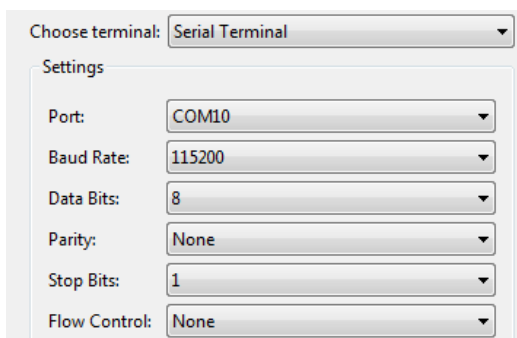 Choose terminal: Serial Terminal
Settings
Port: COM10
Baud Rate: 115200
Data Bits: 8
Parity: None
Stop Bits: 1
Flow Control: None